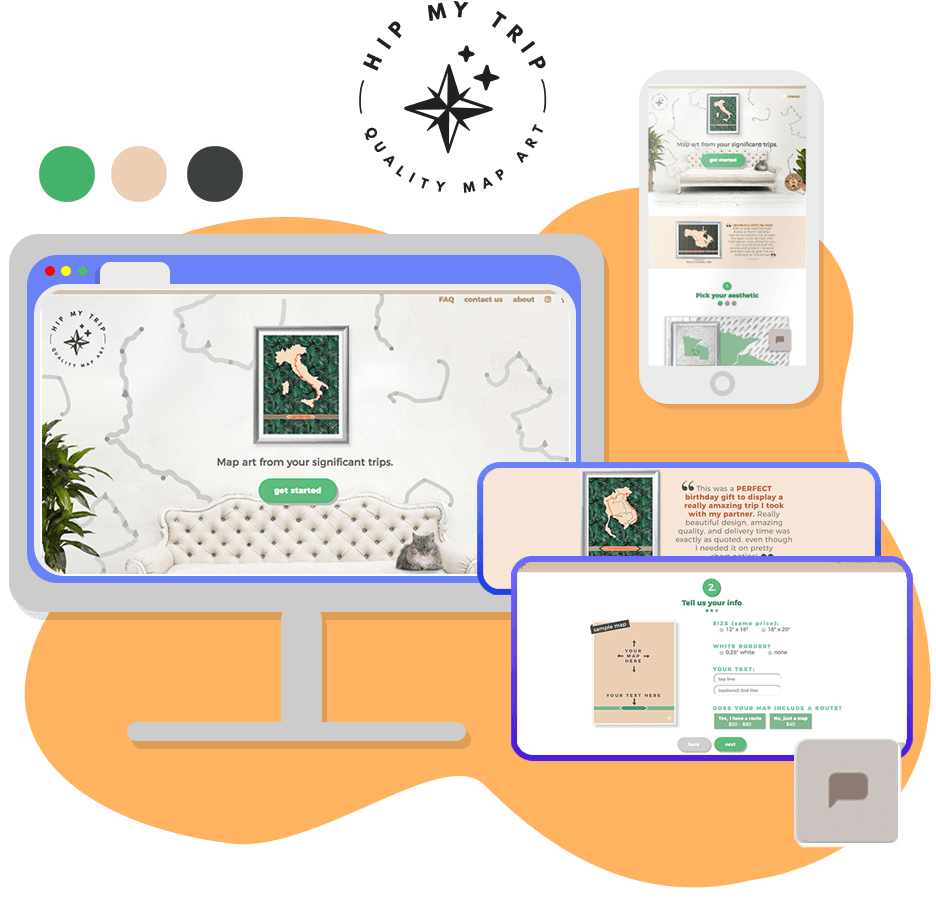 HIP MY TRIP
QUALITY MAP ART
FAQ contact us about
HIP MY TRIP
QUALITY MAP ART
Map art from your significant trips.
get started
Map art from your significant trips.
get started
1
Pick your aesthetic
This was a PERFECT
birthday gift to display a
really amazing trip I took
with my partner. Really
beautiful design, amazing
quality, and delivery time was
exactly as quoted, even though
I needed it on pretty
2.
Tell us your info
sample map
YOUR
MAP
HERE
YOUR TEXT HERE
SIZE (same price):
12" x 16" 16" x 20"
WHITE BORDER?
0.25" white none
YOUR TEXT:
top line
(optional) 2nd line
DOES YOUR MAP INCLUDE A ROUTE?
Yes, I have a route No, just a map
$50 - $80 $40
back next